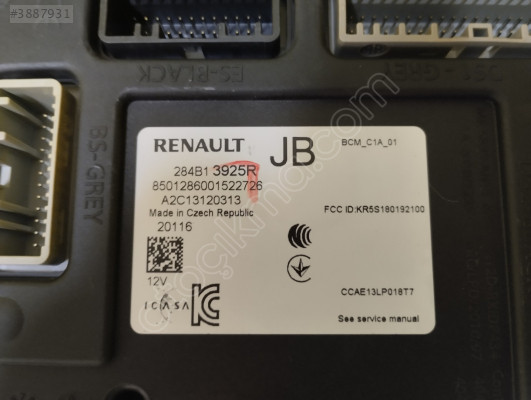 #3887931
ES-BLACK
BS-GREY
RENAULT JB BCM_C1A_01
284B1 3925R
8501286001522726
A2C13120313
Made in Czech Republic
20116
FCC ID:KR5S180192100
12V
CCAE13LP018T7
ICASA
See service manual